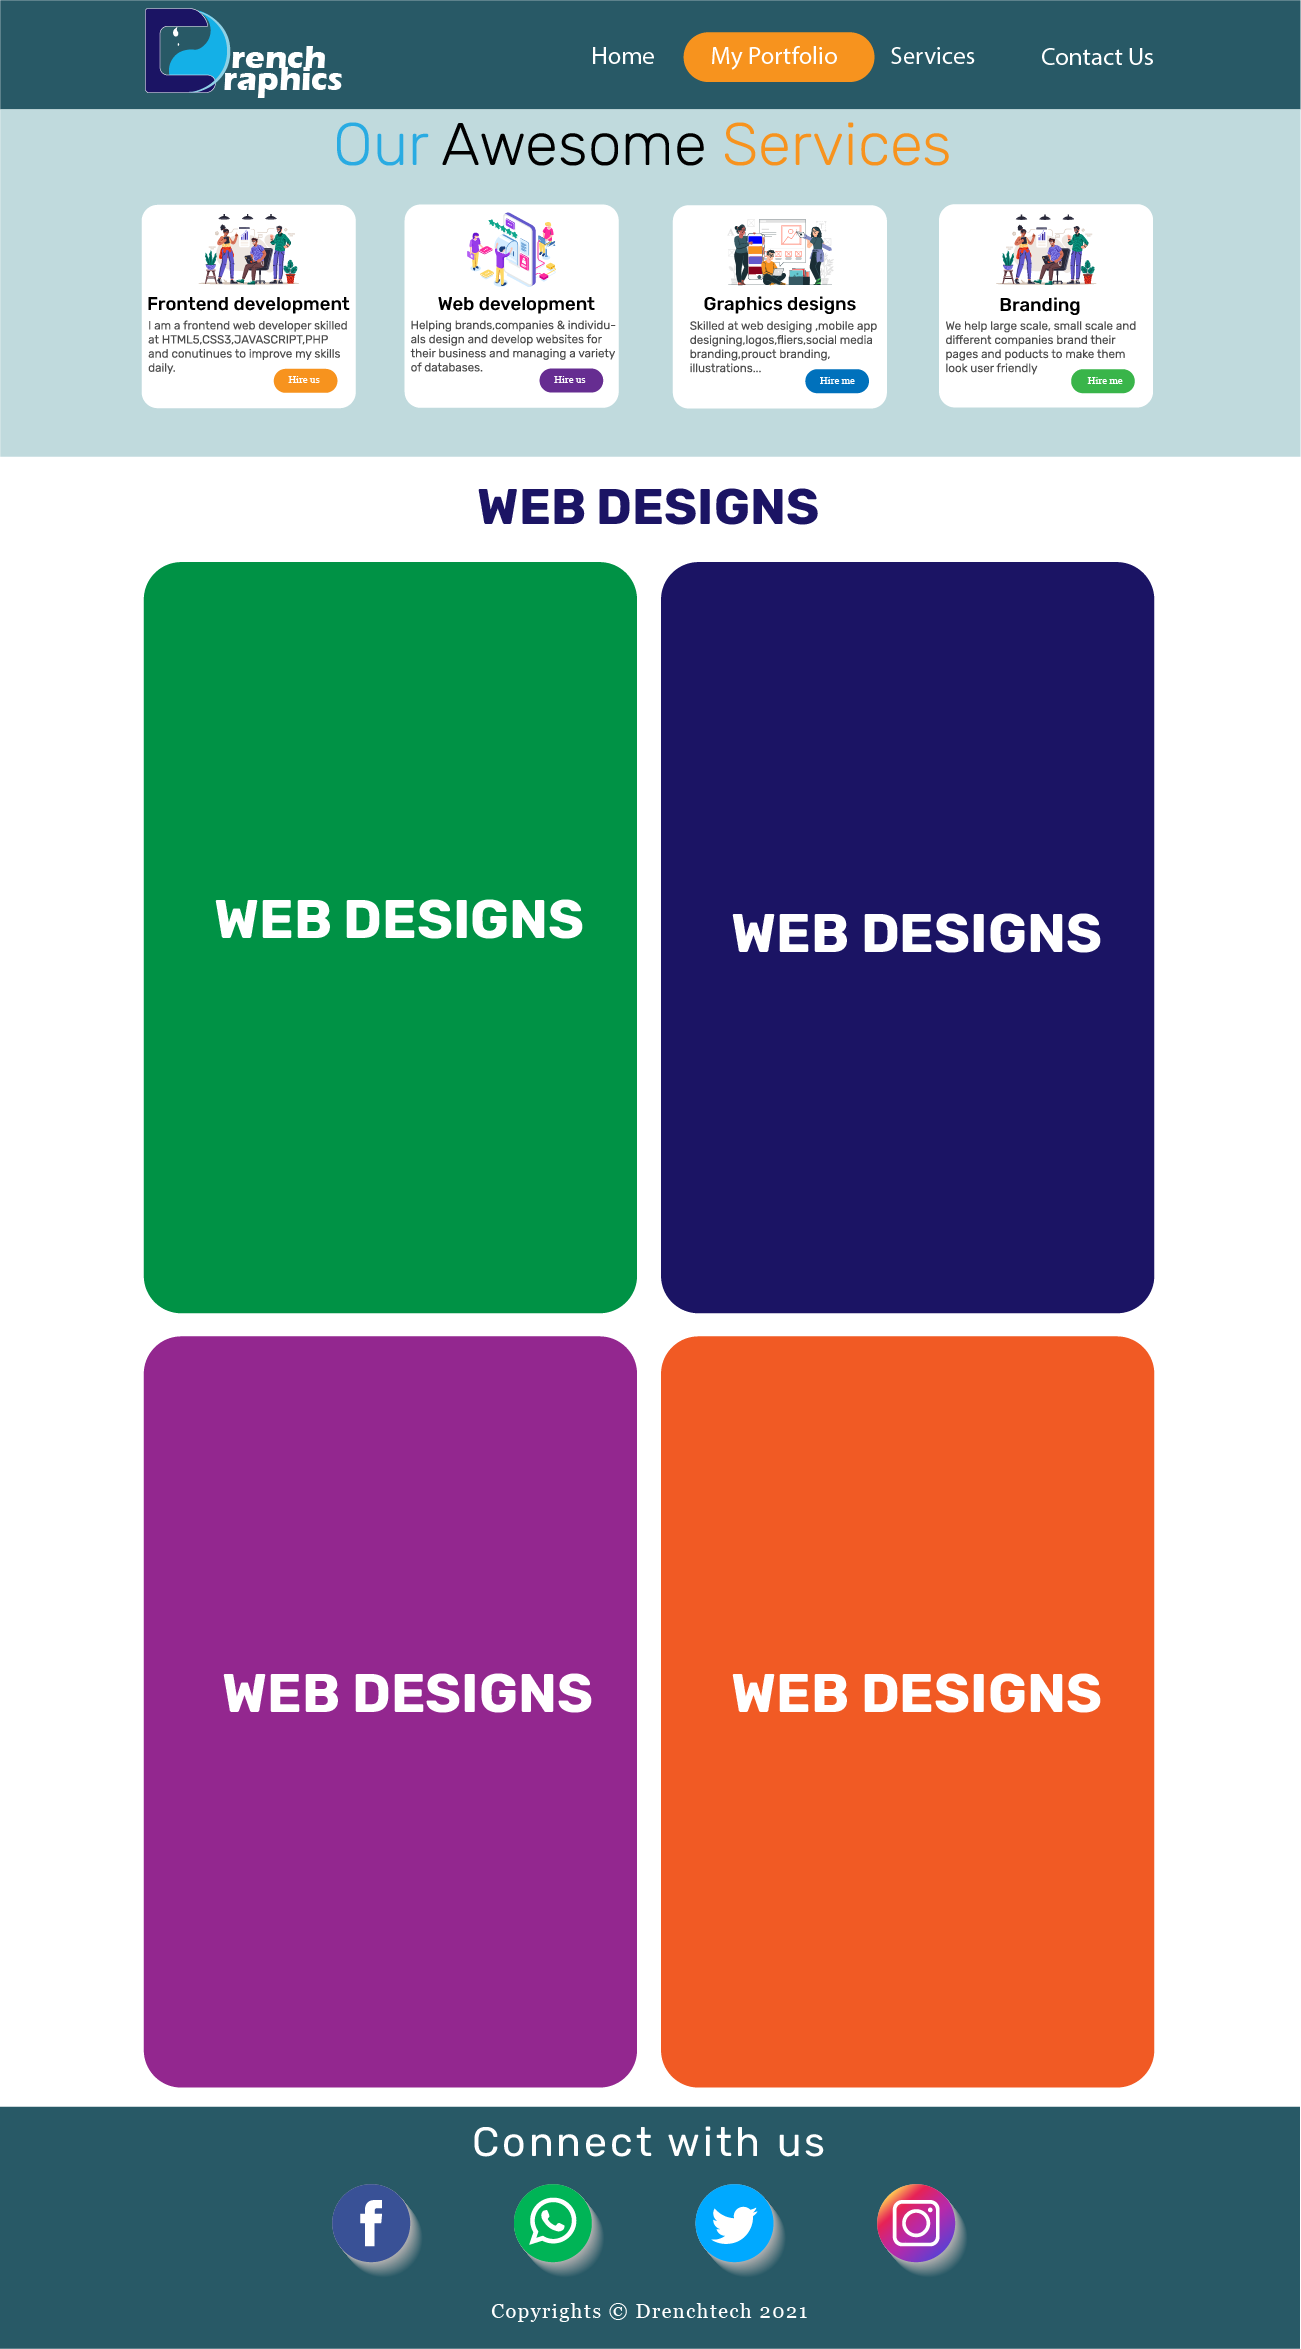 rench
raphics
Home
My Portfolio
Services
Contact Us
Our Awesome Services
Frontend development
I am a frontend web developer skilled
at HTML5,CSS3,JAVASCRIPT,PHP
and conutinues to improve my skills
daily.
Hire us
Web development
Helping brands,companies & individu-
als design and develop websites for
their business and managing a variety
of databases.
Hire us
Graphics designs
Skilled at web desiging ,mobile app
designing,logos,fliers,social media
branding,prouct branding,
illustrations...
Hire me
Branding
We help large scale, small scale and
different companies brand their
pages and poducts to make them
look user friendly
Hire me
WEB DESIGNS
WEB DESIGNS
WEB DESIGNS
WEB DESIGNS
WEB DESIGNS
Connect with us
Copyrights © Drenchtech 2021